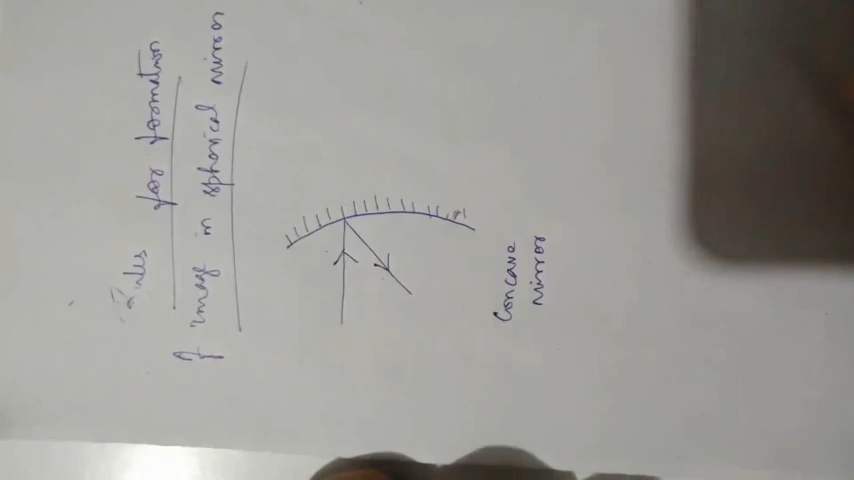 Rules for formation
of image in spherical mirror
Concave
mirror